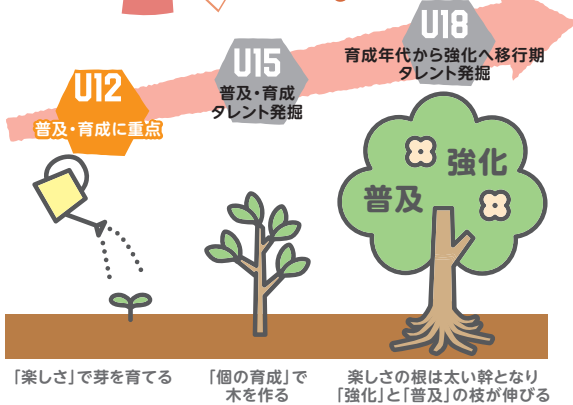 U12
普及・育成に重点
U15
普及・育成
タレント発掘
U18
育成年代から強化へ移行期
タレント発掘
普及
強化
「楽しさ」で芽を育てる
「個の育成」で
木を作る
楽しさの根は太い幹となり
「強化」と「普及」の枝が伸びる